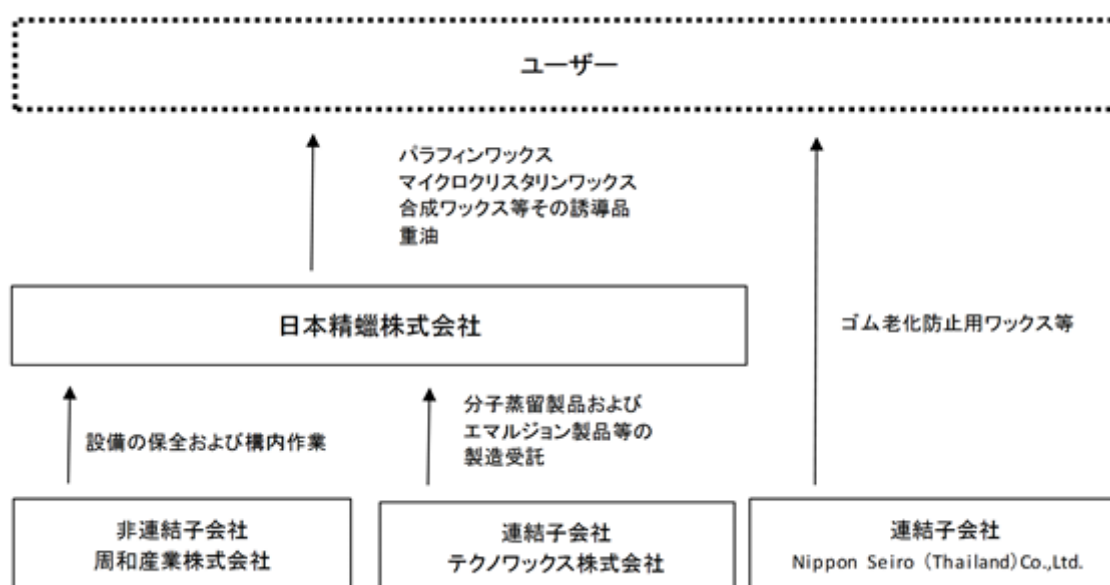 ユーザー
パラフィンワックス
マイクロクリスタリンワックス
合成ワックス等その誘導品
重油
日本精蠟株式会社
ゴム老化防止用ワックス等
設備の保全および構内作業
分子蒸留製品および
エマルジョン製品等の
製造受託
非連結子会社
周和産業株式会社
連結子会社
テクノワックス株式会社
連結子会社
Nippon Seiro (Thailand)Co.,Ltd.